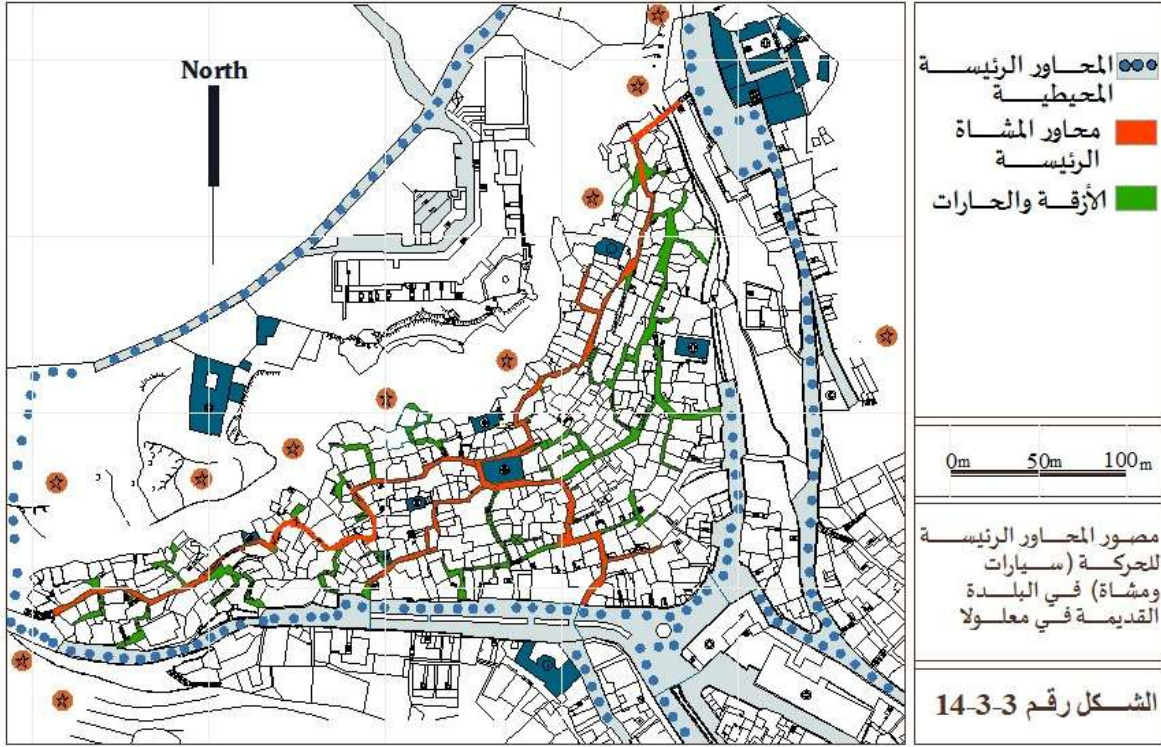 North
المحاور الرئيسة
المحيطية
محاور المشاة
الرئيسة
الأزقة والحارات
0m 50m 100m
مصور المحاور الرئيسة
للحركة (سيارات
ومشاة) في البلدة
القديمة في معلولا
الشكل رقم 3-3-14